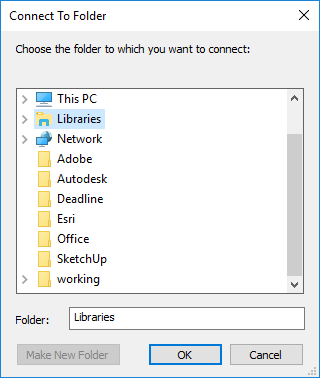 Connect To Folder
Choose the folder to which you want to connect:
This PC
Libraries
Network
Adobe
Autodesk
Deadline
Esri
Office
SketchUp
working
Folder: Libraries
Make New Folder OK Cancel